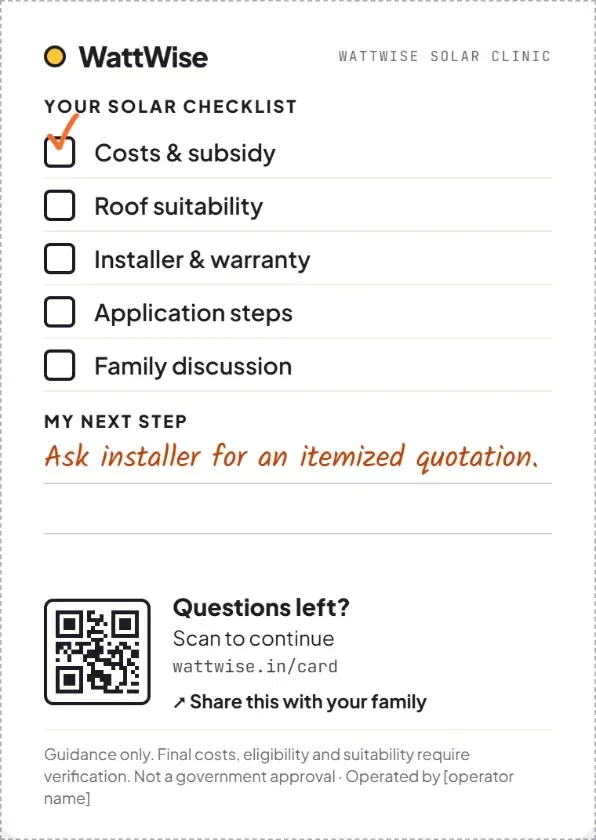 WattWise
WATTWISE SOLAR CLINIC
YOUR SOLAR CHECKLIST
Costs & subsidy
Roof suitability
Installer & warranty
Application steps
Family discussion
MY NEXT STEP
Ask installer for an itemized quotation.
Questions left?
Scan to continue
wattwise.in/card
↗ Share this with your family
Guidance only. Final costs, eligibility and suitability require
verification. Not a government approval · Operated by [operator
name]